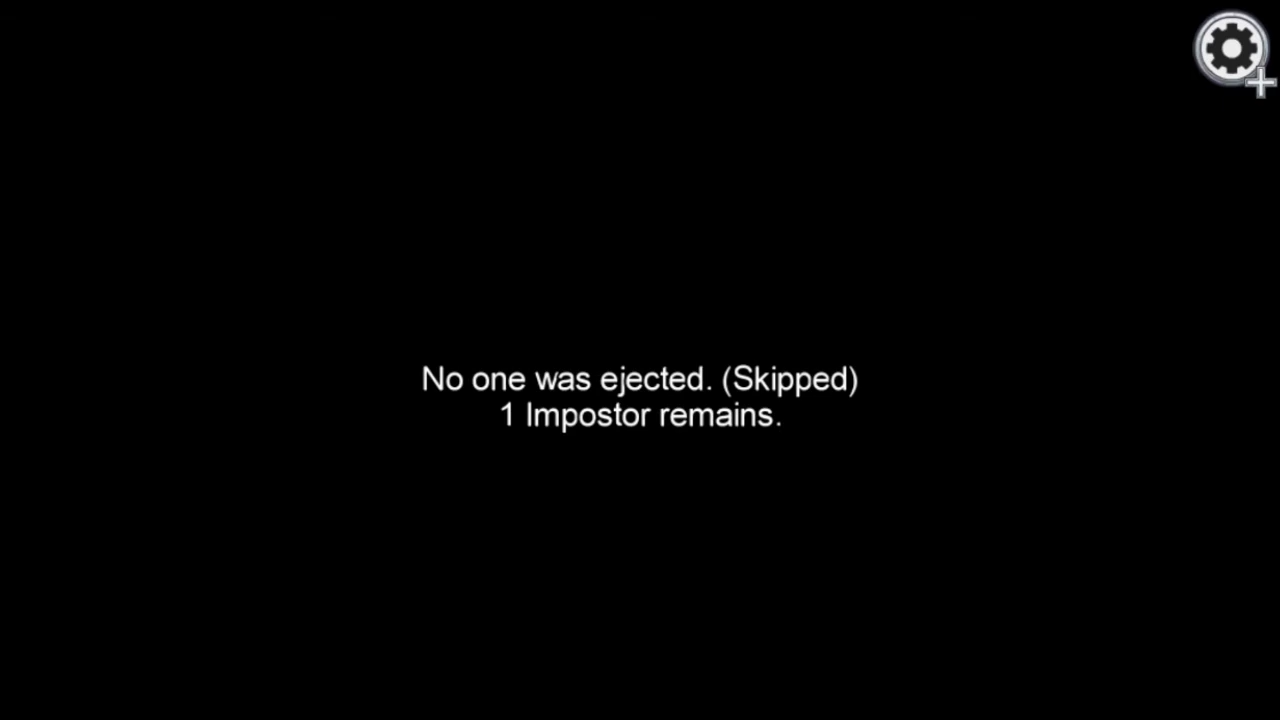 No one was ejected. (Skipped)
1 Impostor remains.